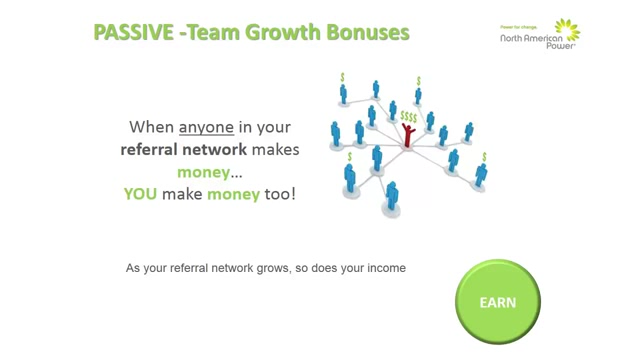 PASSIVE -Team Growth Bonuses
Power for change.
North American
Power
When anyone in your
referral network makes
money...
YOU make money too!
$
$
$$$$
$
$
As your referral network grows, so does your income
EARN